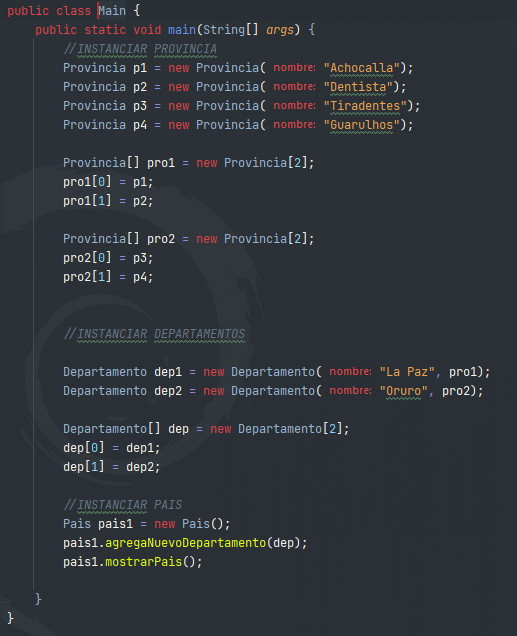 public class Main {
    public static void main(String[] args) {
        //INSTANCIAR PROVINCIA
        Provincia p1 = new Provincia( nombre: "Achocalla");
        Provincia p2 = new Provincia( nombre: "Dentista");
        Provincia p3 = new Provincia( nombre: "Tiradentes");
        Provincia p4 = new Provincia( nombre: "Guarulhos");

        Provincia[] pro1 = new Provincia[2];
        pro1[0] = p1;
        pro1[1] = p2;

        Provincia[] pro2 = new Provincia[2];
        pro2[0] = p3;
        pro2[1] = p4;

        //INSTANCIAR DEPARTAMENTOS

        Departamento dep1 = new Departamento( nombre: "La Paz", pro1);
        Departamento dep2 = new Departamento( nombre: "Oruro", pro2);

        Departamento[] dep = new Departamento[2];
        dep[0] = dep1;
        dep[1] = dep2;

        //INSTANCIAR PAIS
        Pais pais1 = new Pais();
        pais1.agregaNuevoDepartamento(dep);
        pais1.mostrarPais();

    }
}